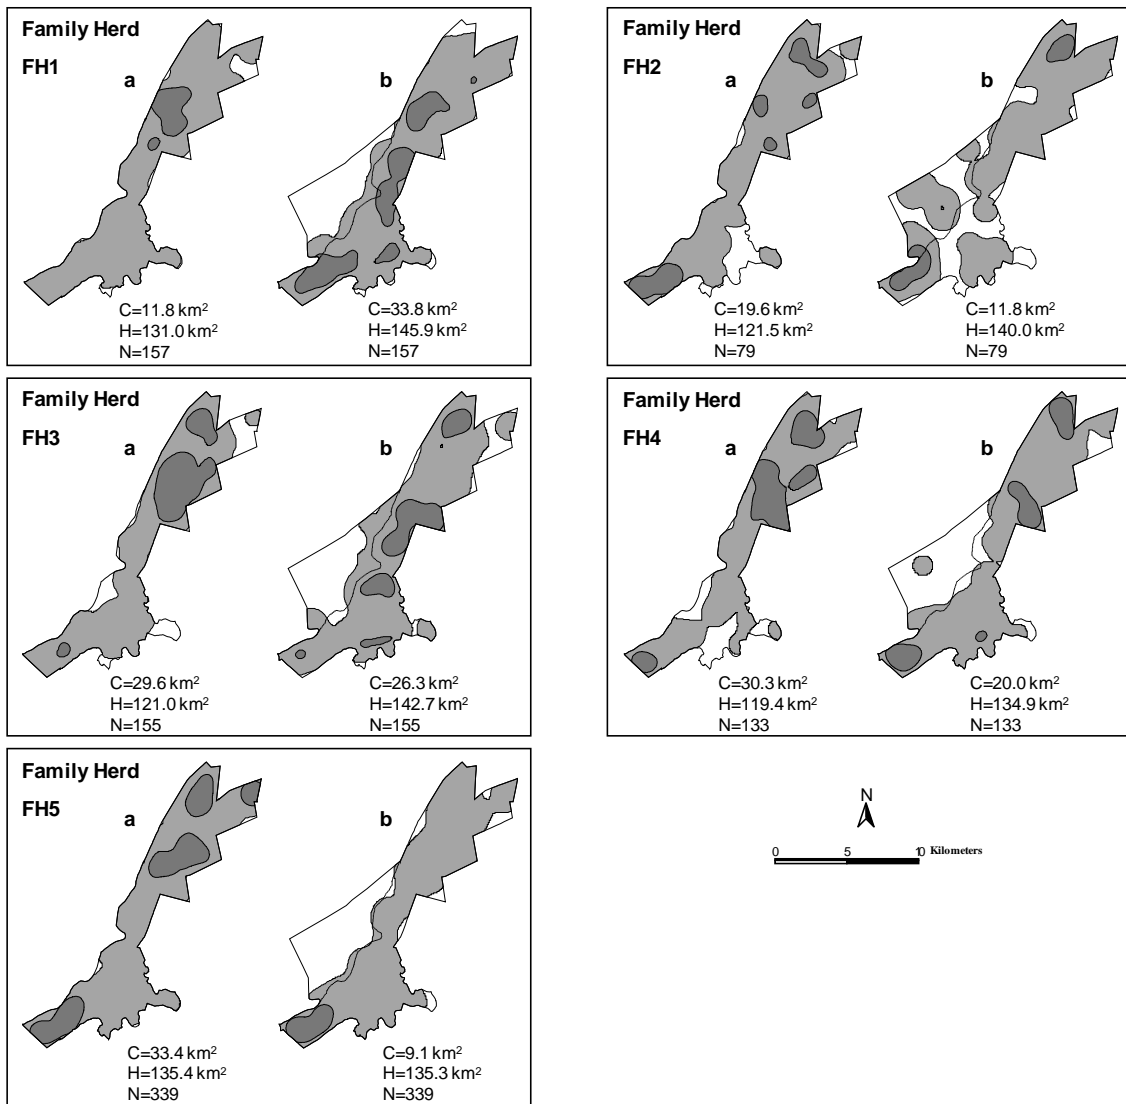 Family Herd
FH1
a
b
C=11.8 km²
H=131.0 km²
N=157
C=33.8 km²
H=145.9 km²
N=157
Family Herd
FH2
a
b
C=19.6 km²
H=121.5 km²
N=79
C=11.8 km²
H=140.0 km²
N=79
Family Herd
FH3
a
b
C=29.6 km²
H=121.0 km²
N=155
C=26.3 km²
H=142.7 km²
N=155
Family Herd
FH4
a
b
C=30.3 km²
H=119.4 km²
N=133
C=20.0 km²
H=134.9 km²
N=133
Family Herd
FH5
a
b
C=33.4 km²
H=135.4 km²
N=339
C=9.1 km²
H=135.3 km²
N=339
N
0 5 10 Kilometers